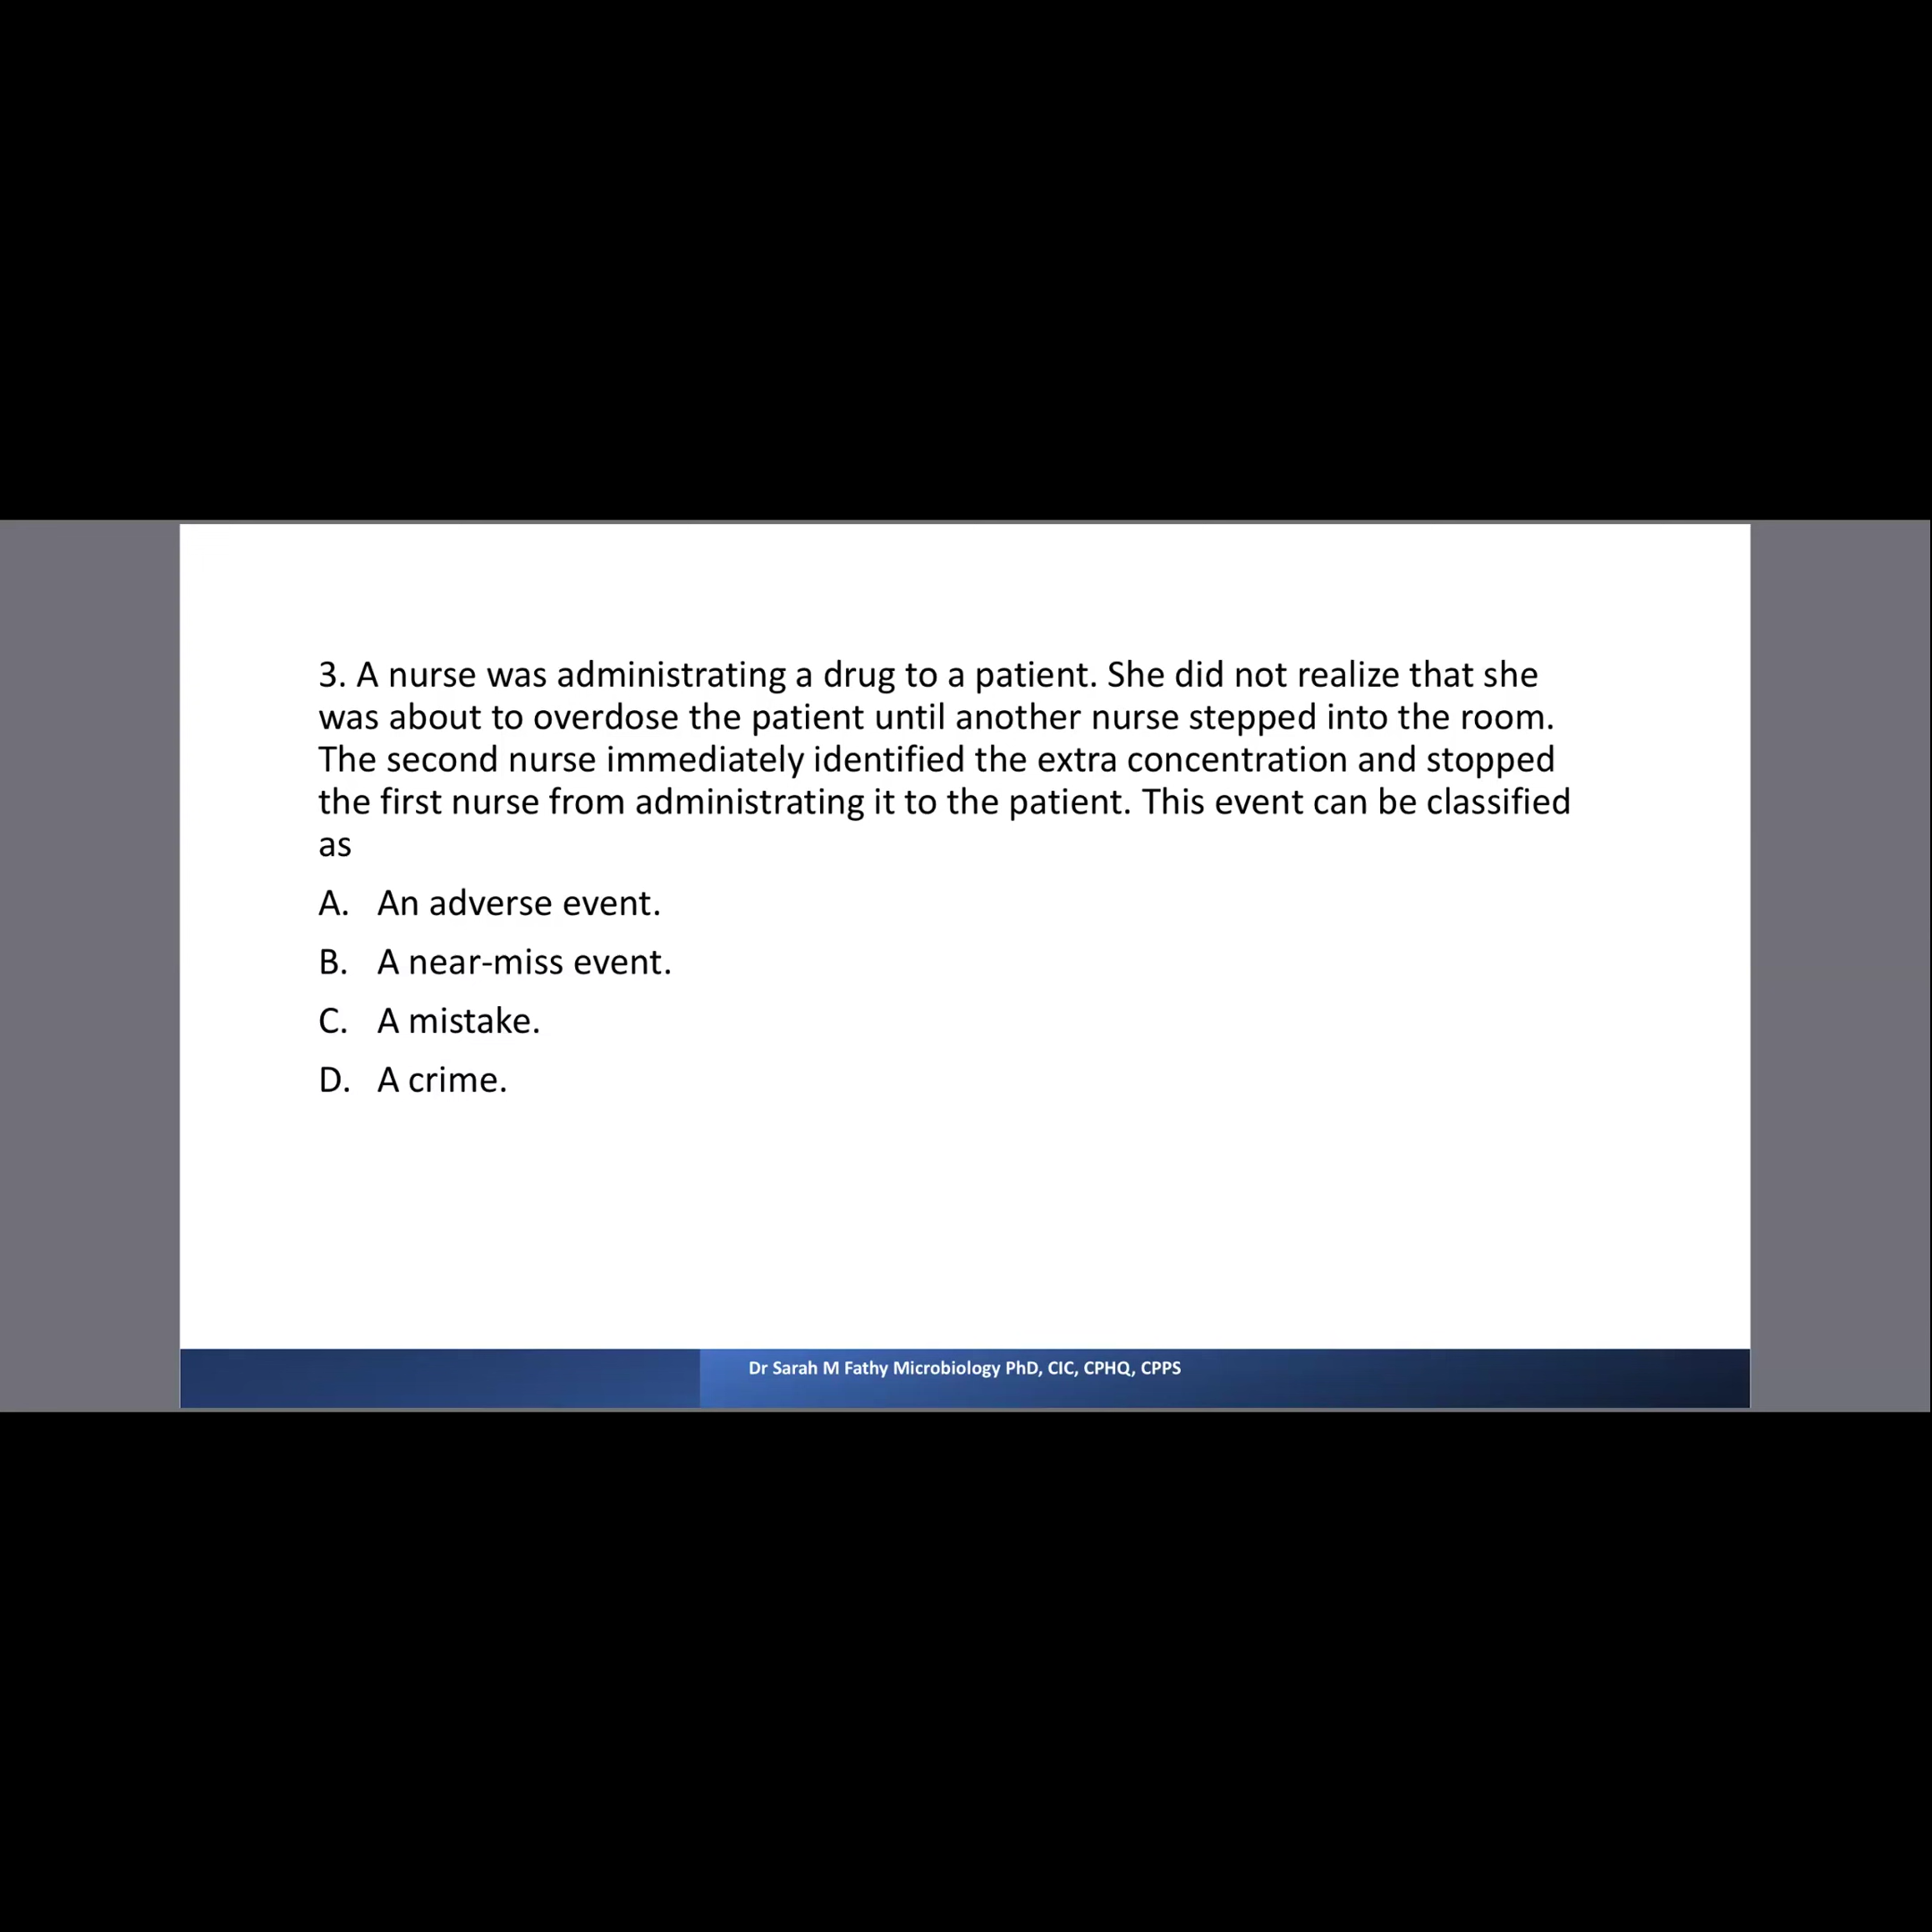 3. A nurse was administrating a drug to a patient. She did not realize that she
was about to overdose the patient until another nurse stepped into the room.
The second nurse immediately identified the extra concentration and stopped
the first nurse from administrating it to the patient. This event can be classified
as
A. An adverse event.
B. A near-miss event.
C. A mistake.
D. A crime.
Dr Sarah M Fathy Microbiology PhD, CIC, CPHQ, CPPS